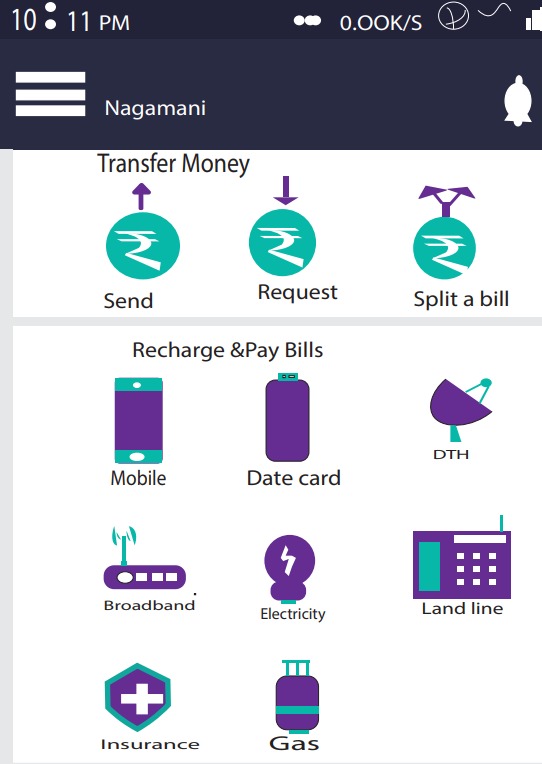 10:11 PM 0.OOK/S
Nagamani
Transfer Money
Send Request Split a bill
Recharge &Pay Bills
Mobile Date card DTH
Broadband Electricity Land line
Insurance Gas